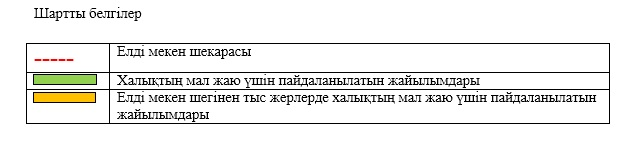 Шартты белгілер
Елді мекен шекарасы
Халықтың мал жаю үшін пайдаланылатын жайылымдары
Елді мекен шегінен тыс жерлерде халықтың мал жаю үшін пайдаланылатын
жайылымдары